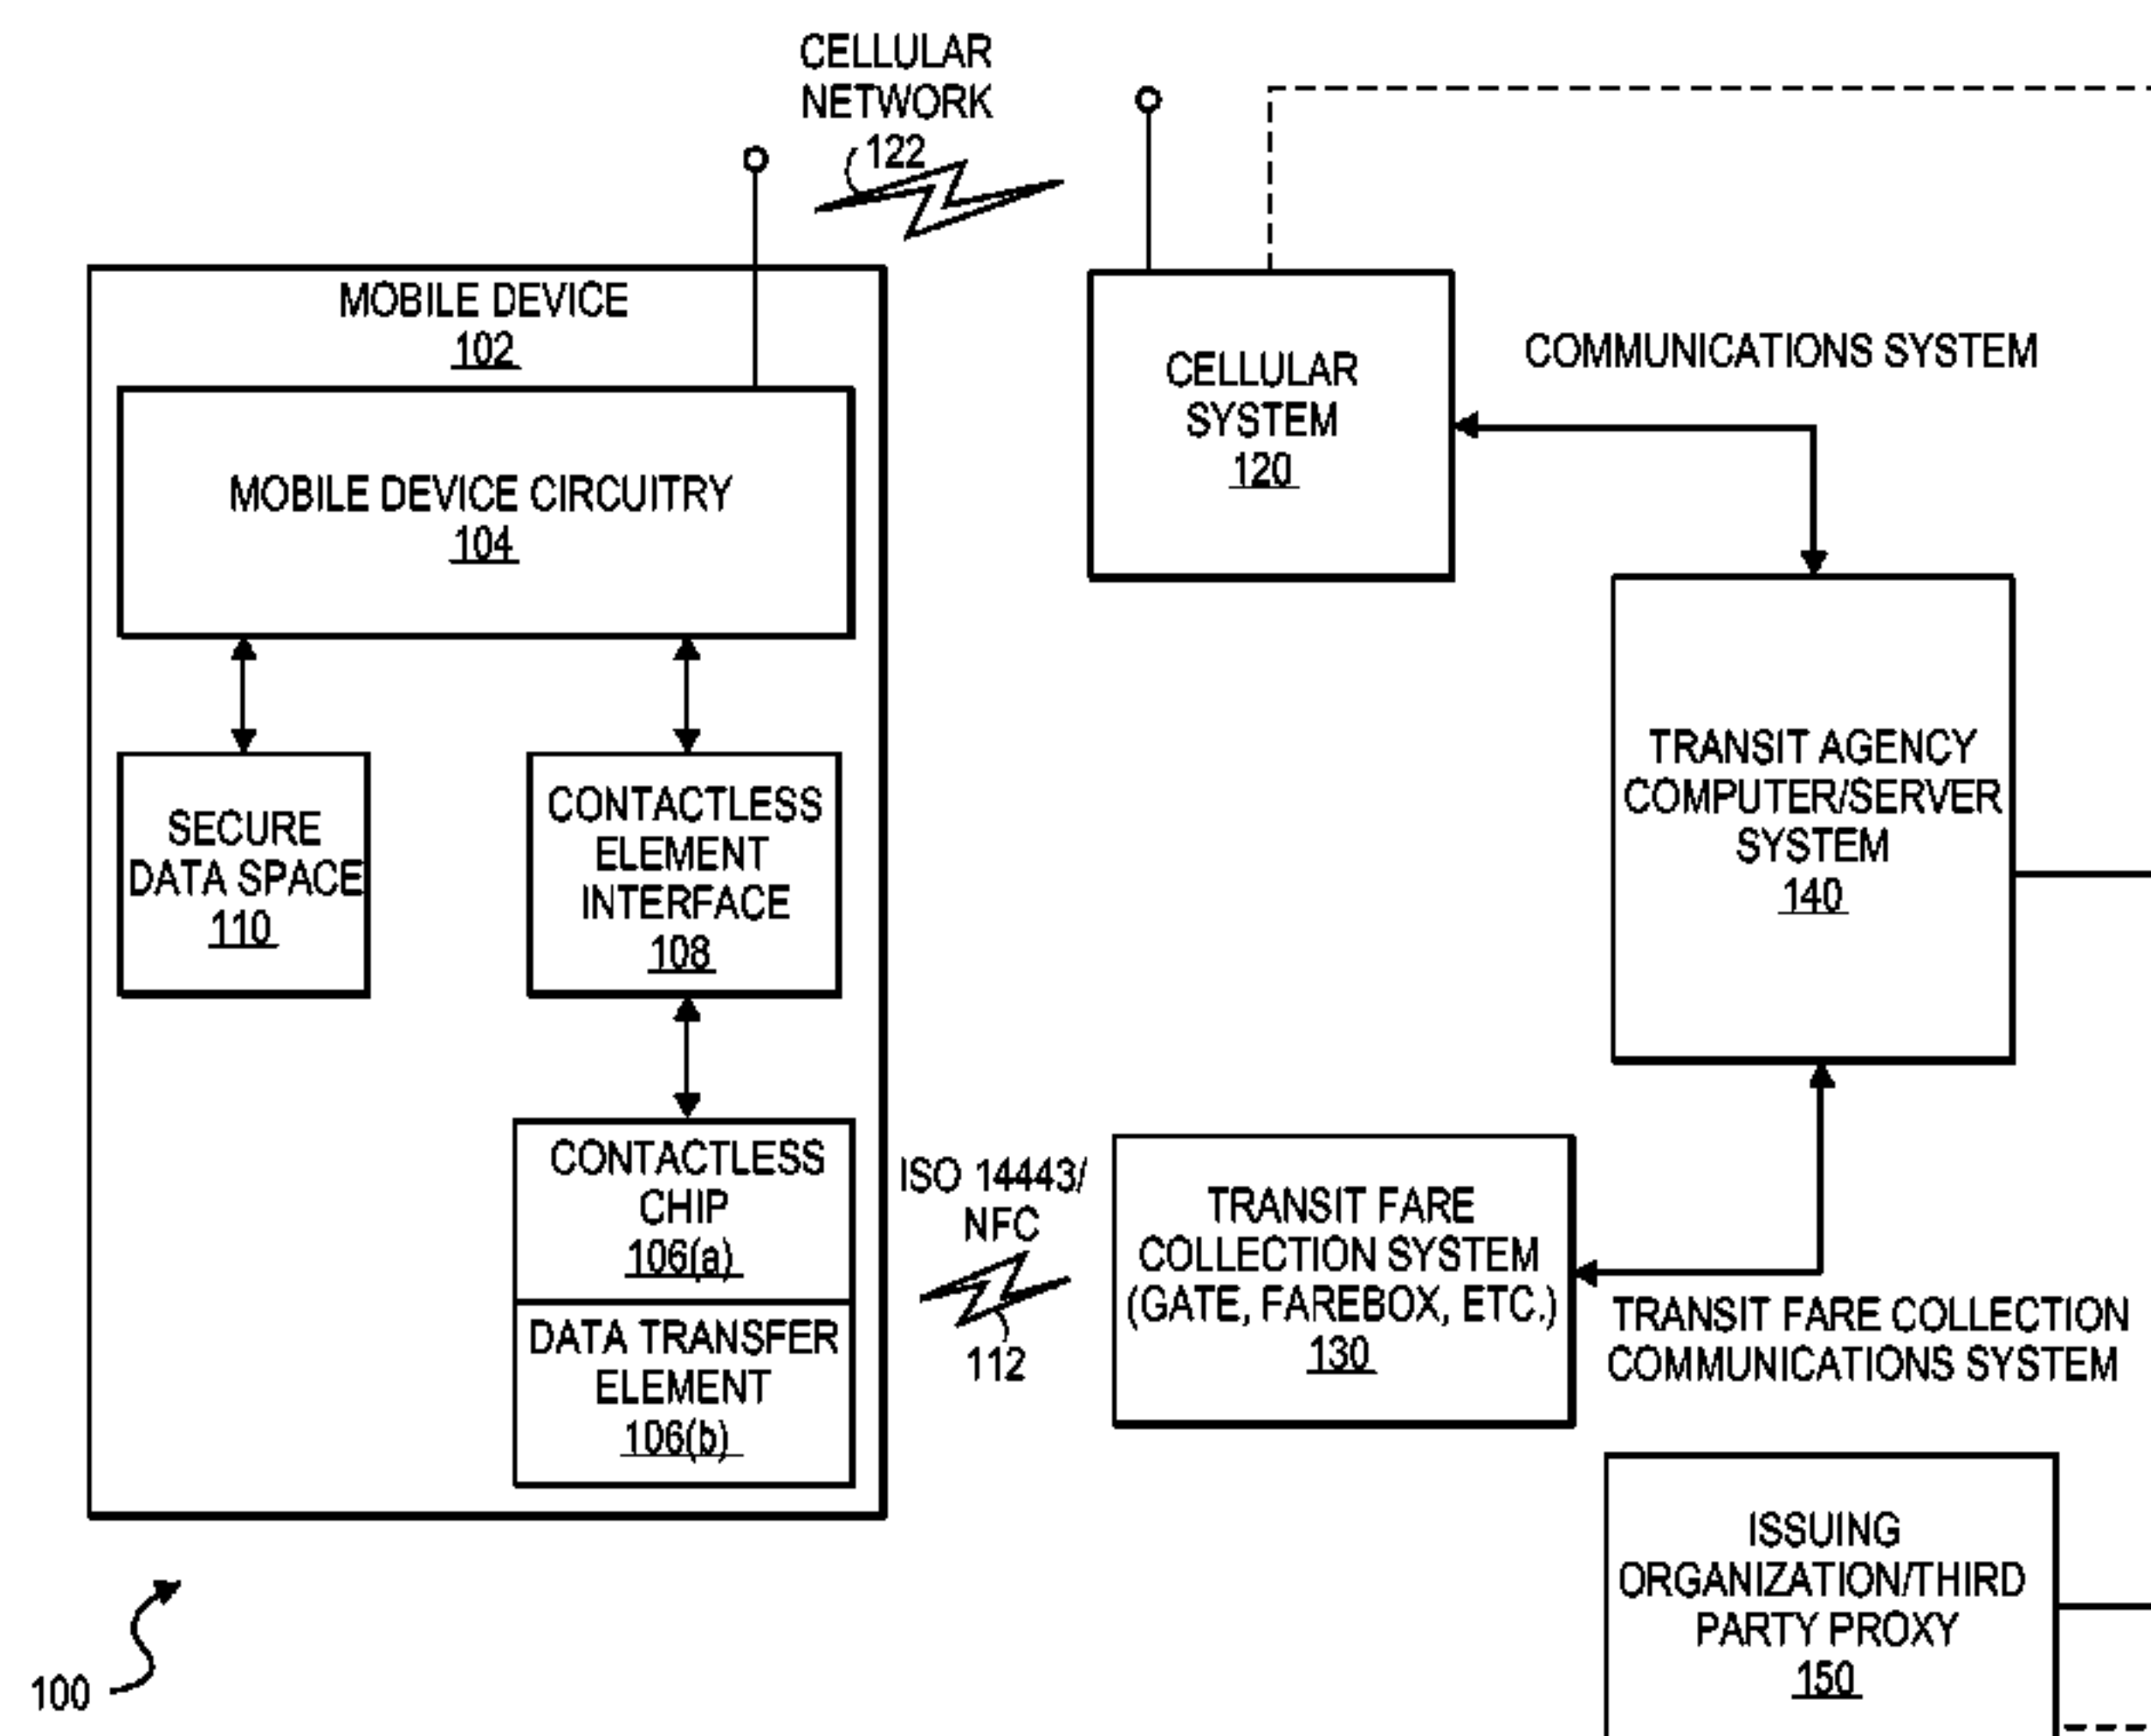 CELLULAR
NETWORK
122
MOBILE DEVICE
102
MOBILE DEVICE CIRCUITRY
104
SECURE
DATA SPACE
110
CONTACTLESS
ELEMENT
INTERFACE
108
CONTACTLESS
CHIP
106(a)
DATA TRANSFER
ELEMENT
106(b)
CELLULAR
SYSTEM
120
COMMUNICATIONS SYSTEM
TRANSIT AGENCY
COMPUTER/SERVER
SYSTEM
140
ISO 14443/
NFC
112
TRANSIT FARE
COLLECTION SYSTEM
(GATE, FAREBOX, ETC.)
130
TRANSIT FARE COLLECTION
COMMUNICATIONS SYSTEM
ISSUING
ORGANIZATION/THIRD
PARTY PROXY
150
100